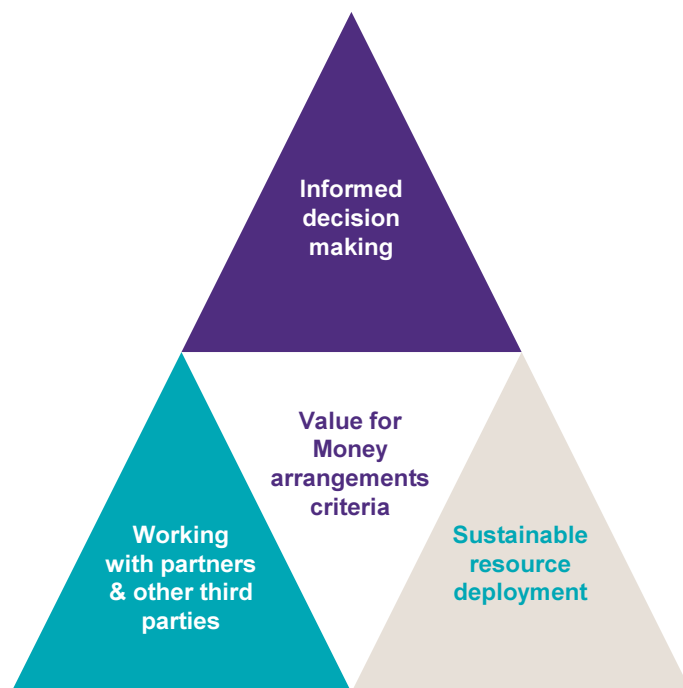 Informed
decision
making
Value for
Money
arrangements
criteria
Working
with partners
& other third
parties
Sustainable
resource
deployment